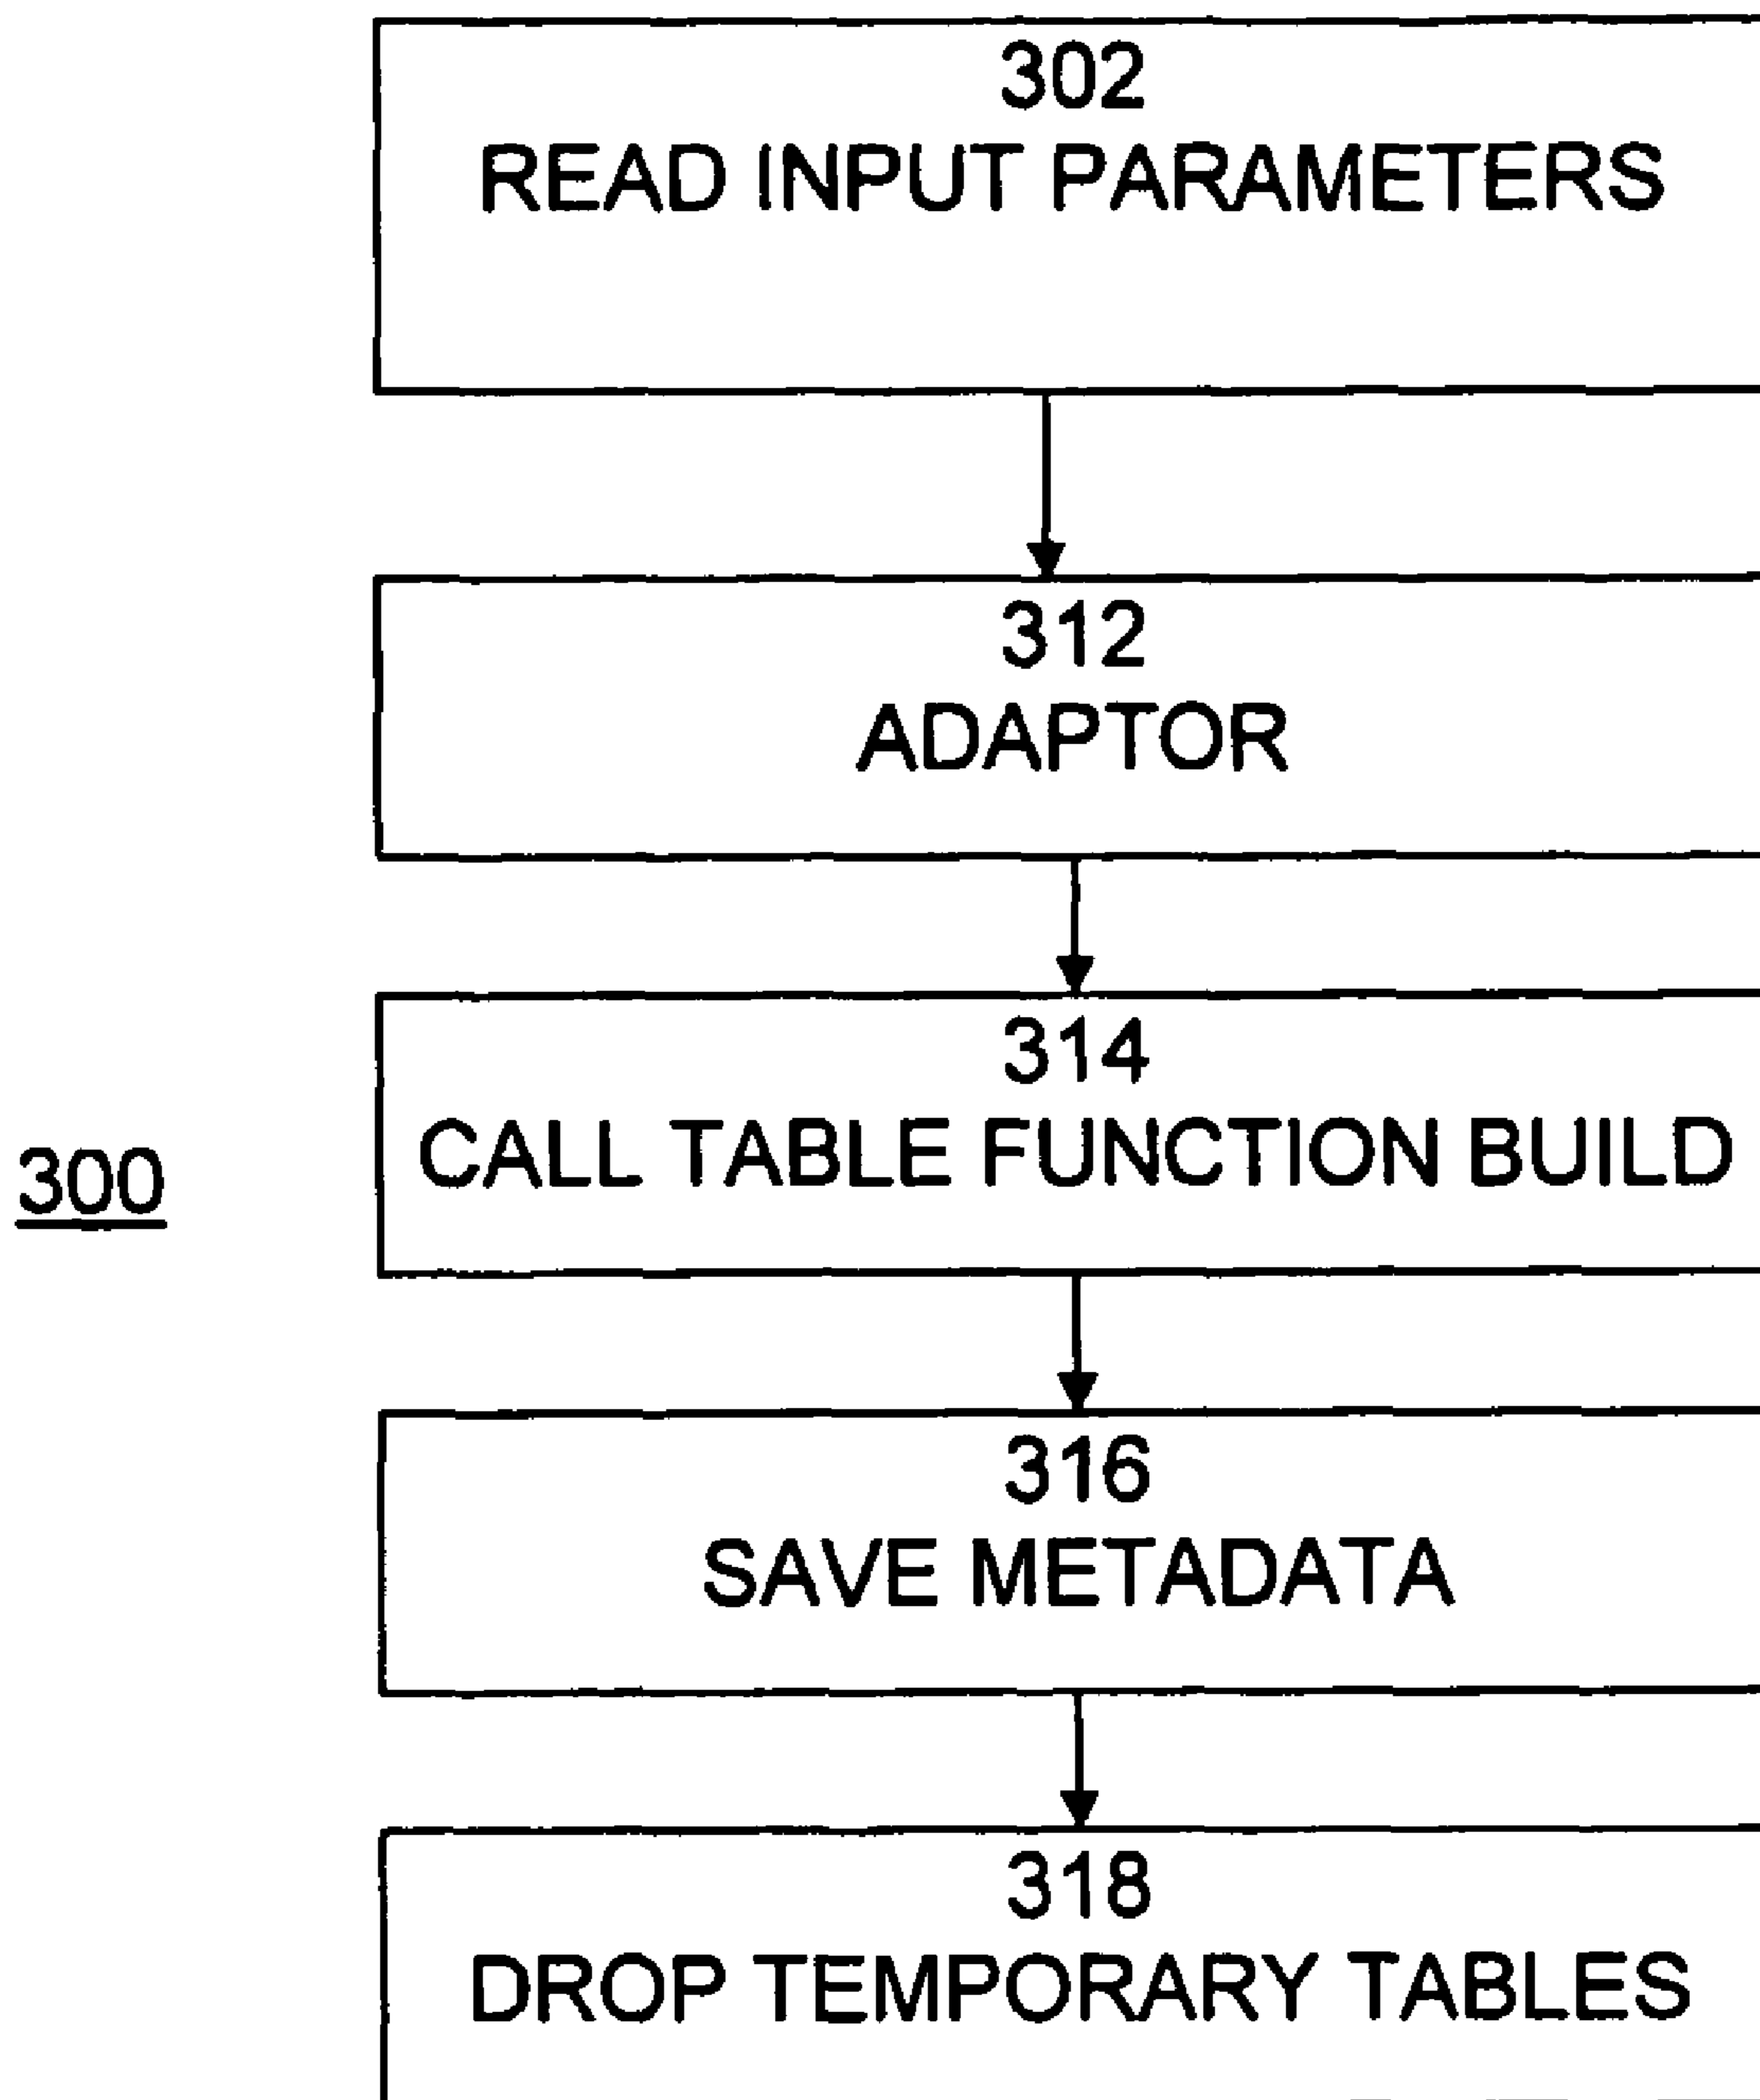 302
READ INPUT PARAMETERS
312
ADAPTOR
314
CALL TABLE FUNCTION BUILD
300
316
SAVE METADATA
318
DROP TEMPORARY TABLES